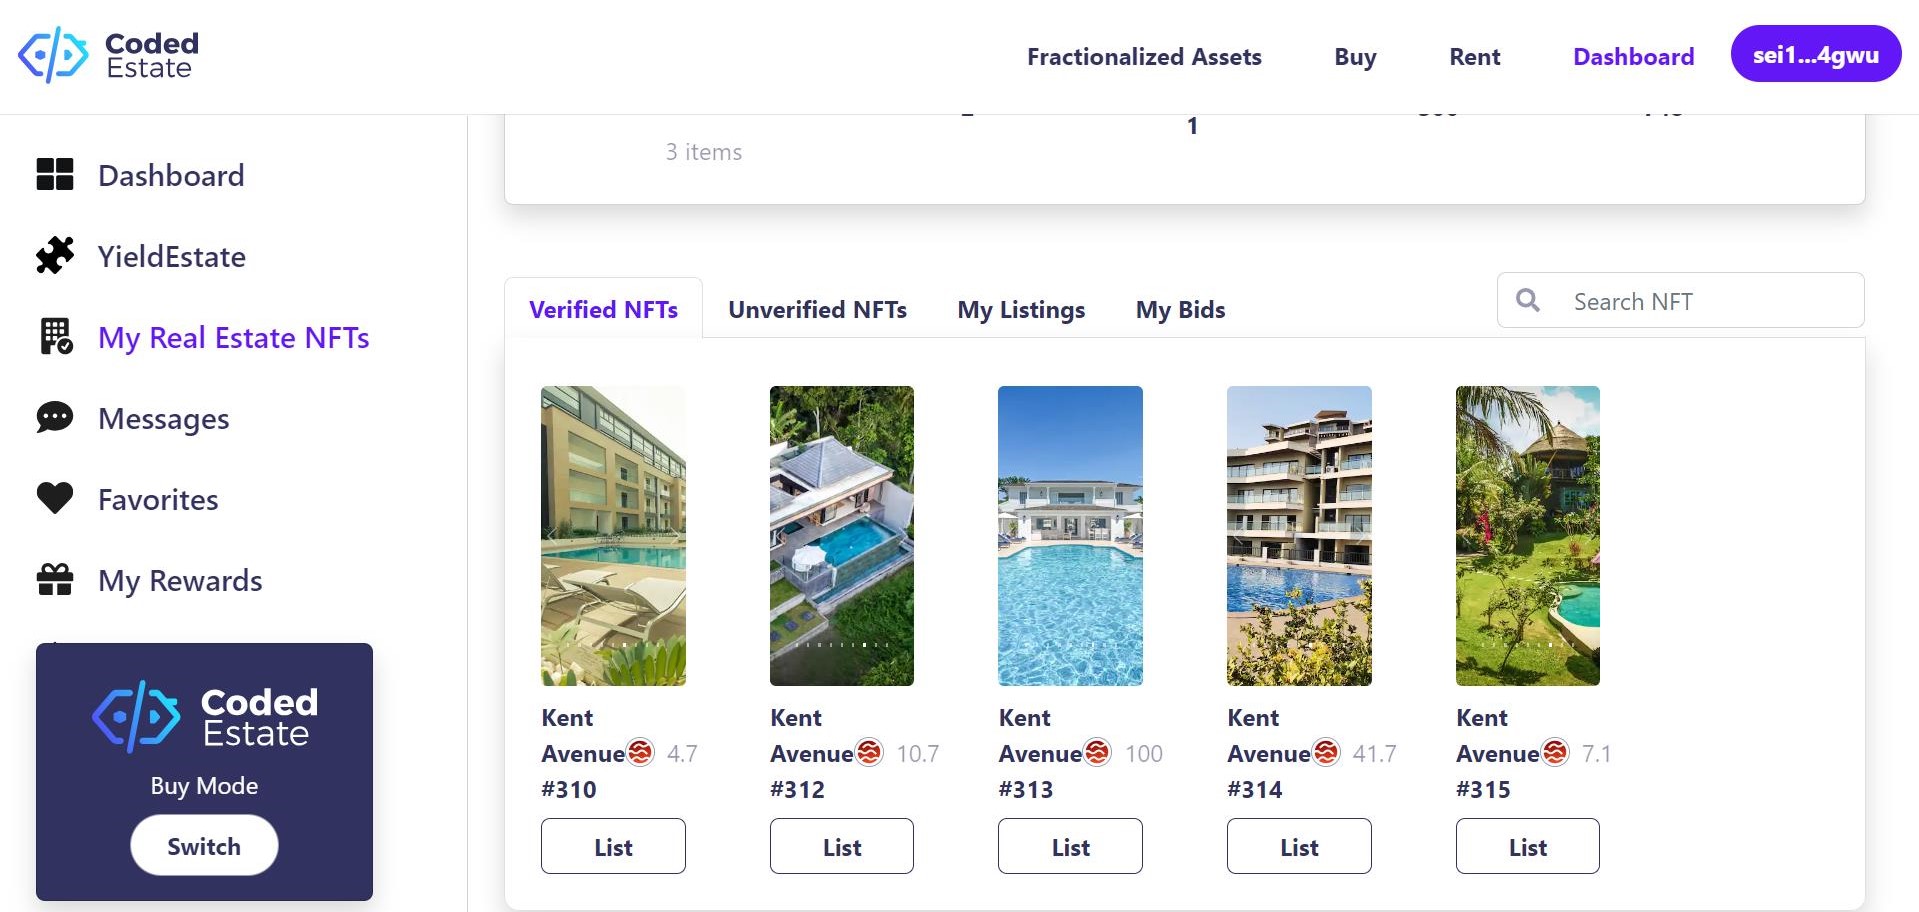 Coded
Estate
Fractionalized Assets
Buy
Rent
Dashboard
sei1...4gwu
1
3 items
Dashboard
YieldEstate
My Real Estate NFTs
Messages
Favorites
My Rewards
Coded
Estate
Buy Mode
Switch
Verified NFTs
Unverified NFTs
My Listings
My Bids
Search NFT
Kent
Avenue 4.7
#310
List
Kent
Avenue 10.7
#312
List
Kent
Avenue 100
#313
List
Kent
Avenue 41.7
#314
List
Kent
Avenue 7.1
#315
List